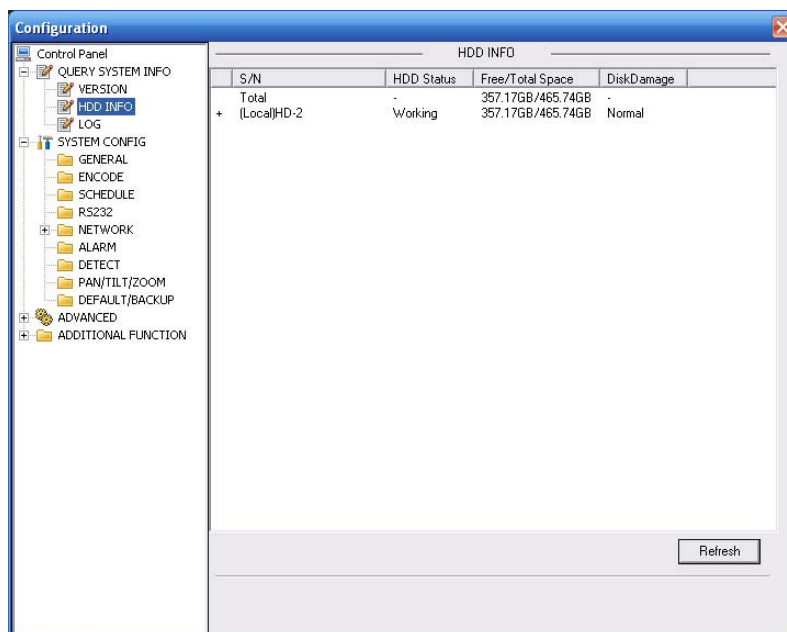 Configuration
Control Panel
QUERY SYSTEM INFO
VERSION
HDD INFO
LOG
SYSTEM CONFIG
GENERAL
ENCODE
SCHEDULE
RS232
NETWORK
ALARM
DETECT
PAN/TILT/ZOOM
DEFAULT/BACKUP
ADVANCED
ADDITIONAL FUNCTION
HDD INFO
S/N HDD Status Free/Total Space DiskDamage
Total - 357.17GB/465.74GB -
+ (Local)HD-2 Working 357.17GB/465.74GB Normal
Refresh